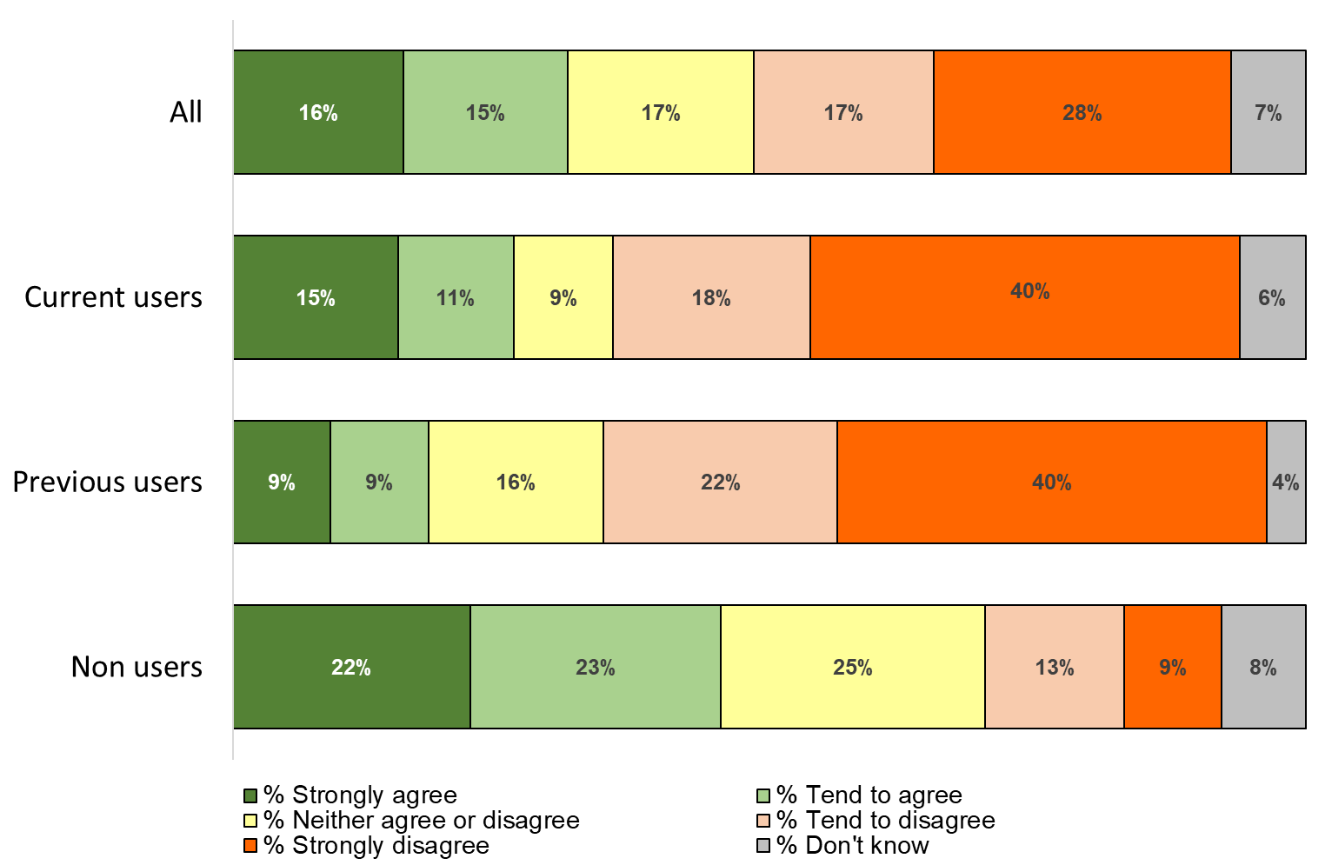 All
16% 15% 17% 17% 28% 7%
Current users
15% 11% 9% 18% 40% 6%
Previous users
9% 9% 16% 22% 40% 4%
Non users
22% 23% 25% 13% 9% 8%
% Strongly agree
% Tend to agree
% Neither agree or disagree
% Tend to disagree
% Strongly disagree
% Don't know